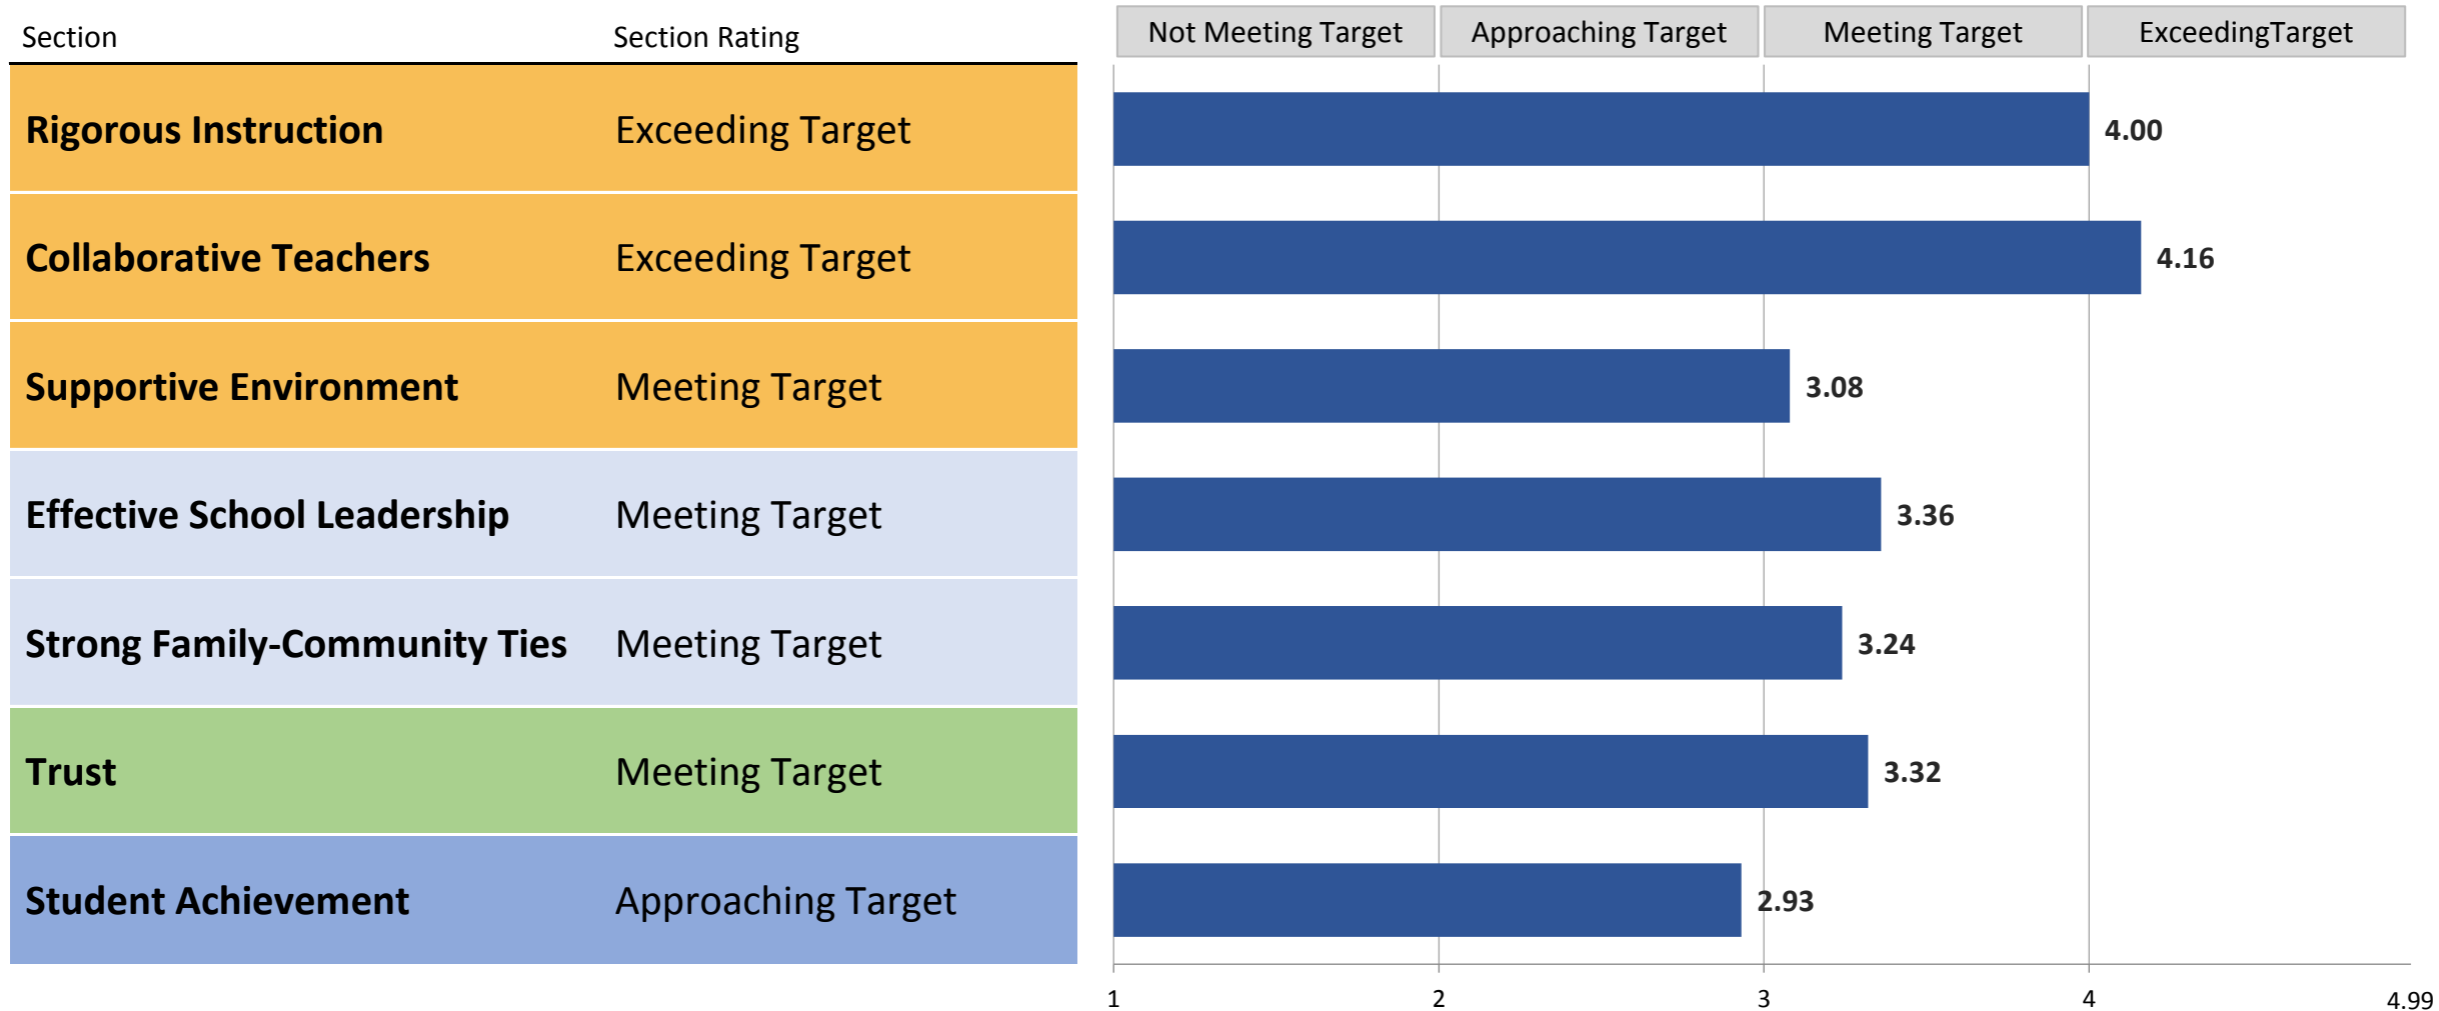 Section Section Rating Not Meeting Target Approaching Target Meeting Target ExceedingTarget
Rigorous Instruction Exceeding Target 4.00
Collaborative Teachers Exceeding Target 4.16
Supportive Environment Meeting Target 3.08
Effective School Leadership Meeting Target 3.36
Strong Family-Community Ties Meeting Target 3.24
Trust Meeting Target 3.32
Student Achievement Approaching Target 2.93
1 2 3 4 4.99